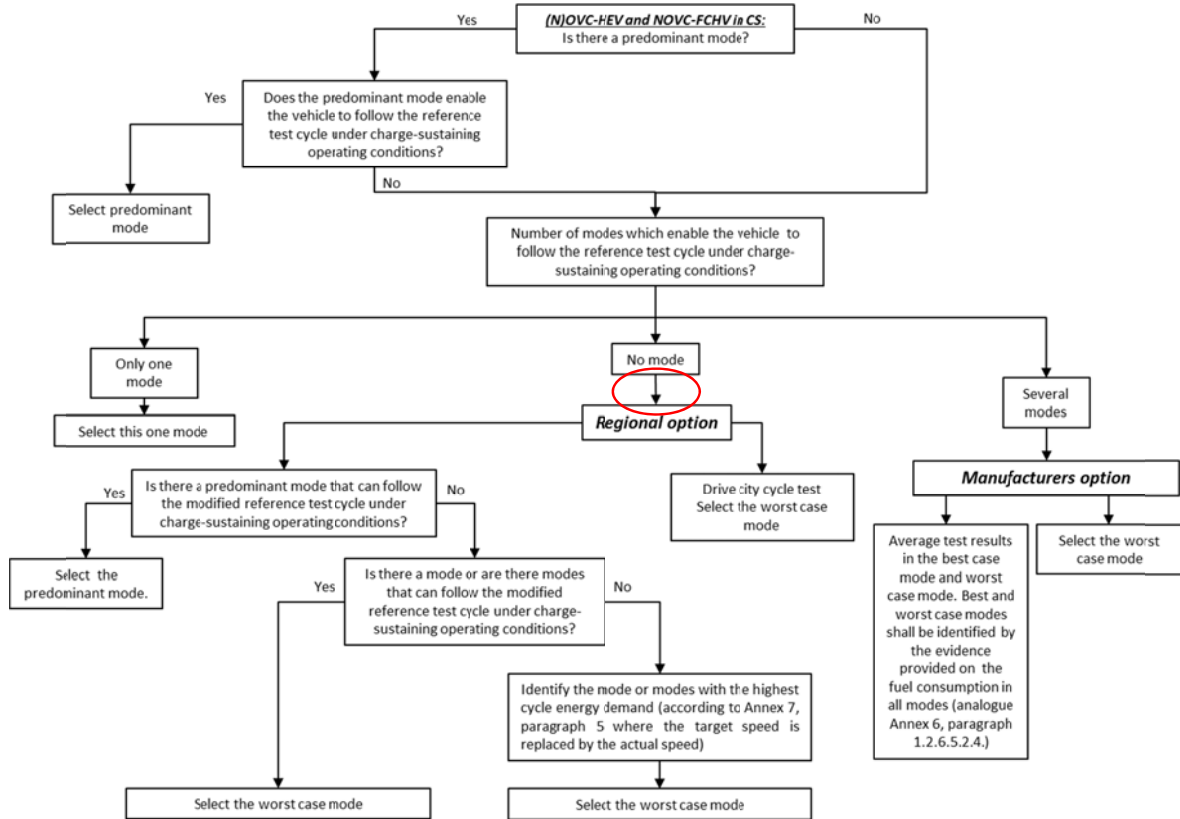 (N)OVC-HEV and NOVC-FCHV in CS:
Is there a predominant mode?
Yes
No
Yes
Does the predominant mode enable
the vehicle to follow the reference
test cycle under charge-sustaining
operating conditions?
No
Select predominant
mode
Number of modes which enable the vehicle to
follow the reference test cycle under charge-
sustaining operating conditions?
Only one
mode
No mode
Several
modes
Select this one mode
Regional option
Manufacturers option
Yes
Is there a predominant mode that can follow
the modified reference test cycle under
charge-sustaining operating conditions?
No
Drive city cycle test
Select the worst case
mode
Average test results
in the best case
mode and worst
case mode. Best and
worst case modes
shall be identified by
the evidence
provided on the
fuel consumption in
all modes (analogue
Annex 6, paragraph
1.2.6.5.2.4.)
Select the worst
case mode
Select the
predominant mode.
Yes
Is there a mode or are there modes
that can follow the modified
reference test cycle under charge-
sustaining operating conditions?
No
Identify the mode or modes with the highest
cycle energy demand (according to Annex 7,
paragraph 5 where the target speed is
replaced by the actual speed)
Select the worst case mode
Select the worst case mode